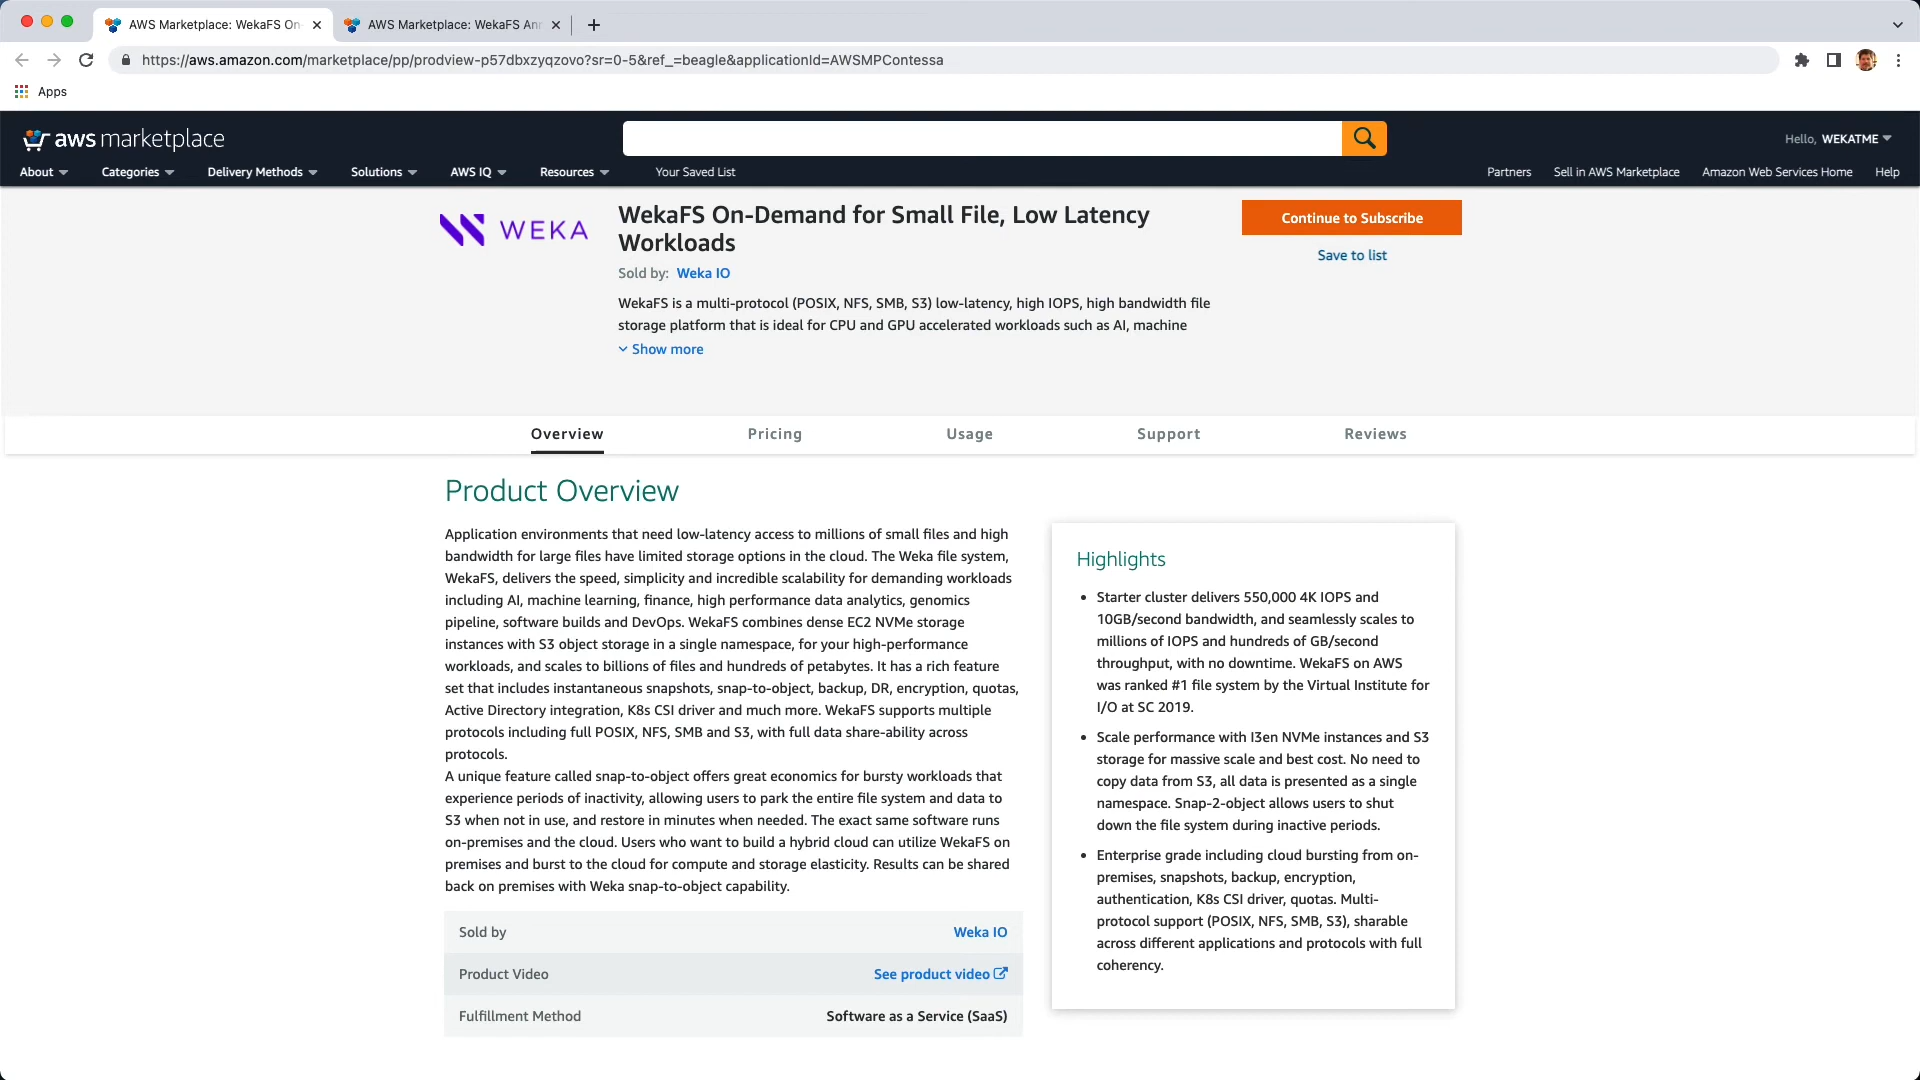 AWS Marketplace: WekaFS On-
AWS Marketplace: WekaFS Ann
https://aws.amazon.com/marketplace/pp/prodview-p57dbxzyqzovo?sr=0-5&ref_=beagle&applicationId=AWSMPContessa
Apps
aws marketplace
Hello, WEKATME
About
Categories
Delivery Methods
Solutions
AWS IQ
Resources
Your Saved List
Partners
Sell in AWS Marketplace
Amazon Web Services Home
Help
WEKA
WekaFS On-Demand for Small File, Low Latency
Workloads
Sold by: Weka IO
WekaFS is a multi-protocol (POSIX, NFS, SMB, S3) low-latency, high IOPS, high bandwidth file
storage platform that is ideal for CPU and GPU accelerated workloads such as AI, machine
Show more
Continue to Subscribe
Save to list
Overview
Pricing
Usage
Support
Reviews
Product Overview
Application environments that need low-latency access to millions of small files and high
bandwidth for large files have limited storage options in the cloud. The Weka file system,
WekaFS, delivers the speed, simplicity and incredible scalability for demanding workloads
including AI, machine learning, finance, high performance data analytics, genomics
pipeline, software builds and DevOps. WekaFS combines dense EC2 NVMe storage
instances with S3 object storage in a single namespace, for your high-performance
workloads, and scales to billions of files and hundreds of petabytes. It has a rich feature
set that includes instantaneous snapshots, snap-to-object, backup, DR, encryption, quotas,
Active Directory integration, K8s CSI driver and much more. WekaFS supports multiple
protocols including full POSIX, NFS, SMB and S3, with full data share-ability across
protocols.
A unique feature called snap-to-object offers great economics for bursty workloads that
experience periods of inactivity, allowing users to park the entire file system and data to
S3 when not in use, and restore in minutes when needed. The exact same software runs
on-premises and the cloud. Users who want to build a hybrid cloud can utilize WekaFS on
premises and burst to the cloud for compute and storage elasticity. Results can be shared
back on premises with Weka snap-to-object capability.
Sold by
Weka IO
Product Video
See product video
Fulfillment Method
Software as a Service (SaaS)
Highlights
• Starter cluster delivers 550,000 4K IOPS and
10GB/second bandwidth, and seamlessly scales to
millions of IOPS and hundreds of GB/second
throughput, with no downtime. WekaFS on AWS
was ranked #1 file system by the Virtual Institute for
I/O at SC 2019.
• Scale performance with I3en NVMe instances and S3
storage for massive scale and best cost. No need to
copy data from S3, all data is presented as a single
namespace. Snap-2-object allows users to shut
down the file system during inactive periods.
• Enterprise grade including cloud bursting from on-
premises, snapshots, backup, encryption,
authentication, K8s CSI driver, quotas. Multi-
protocol support (POSIX, NFS, SMB, S3), sharable
across different applications and protocols with full
coherency.